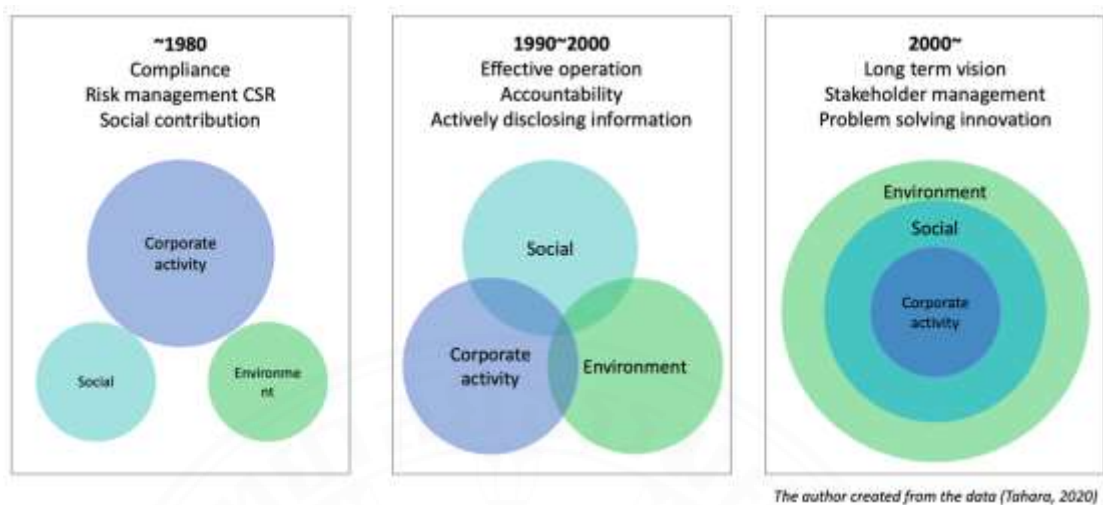 ~1980
Compliance
Risk management CSR
Social contribution
Corporate
activity
Social
Environme
nt
1990~2000
Effective operation
Accountability
Actively disclosing information
Social
Corporate
activity
Environment
2000~
Long term vision
Stakeholder management
Problem solving innovation
Environment
Social
Corporate
activity
The author created from the data (Tahara, 2020)